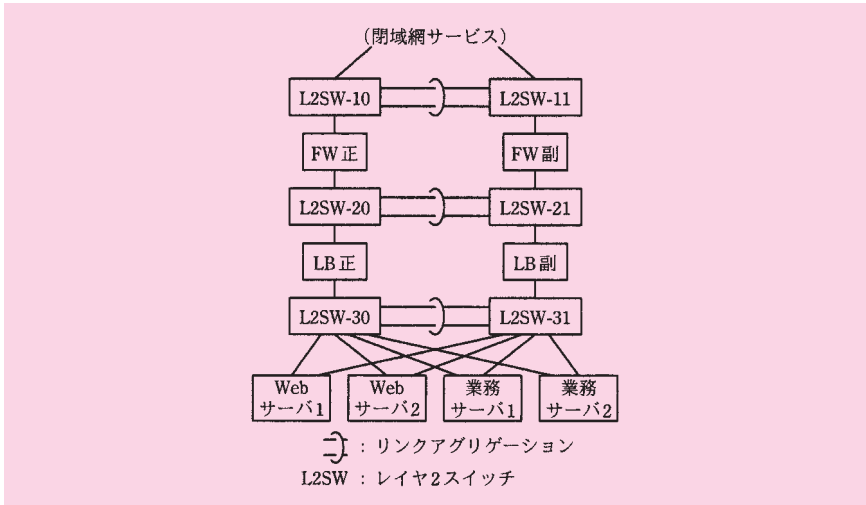 (閉域網サービス)
L2SW-10
L2SW-11
FW正
FW副
L2SW-20
L2SW-21
LB正
LB副
L2SW-30
L2SW-31
Web
サーバ1
Web
サーバ2
業務
サーバ1
業務
サーバ2
: リンクアグリゲーション
L2SW : レイヤ2スイッチ